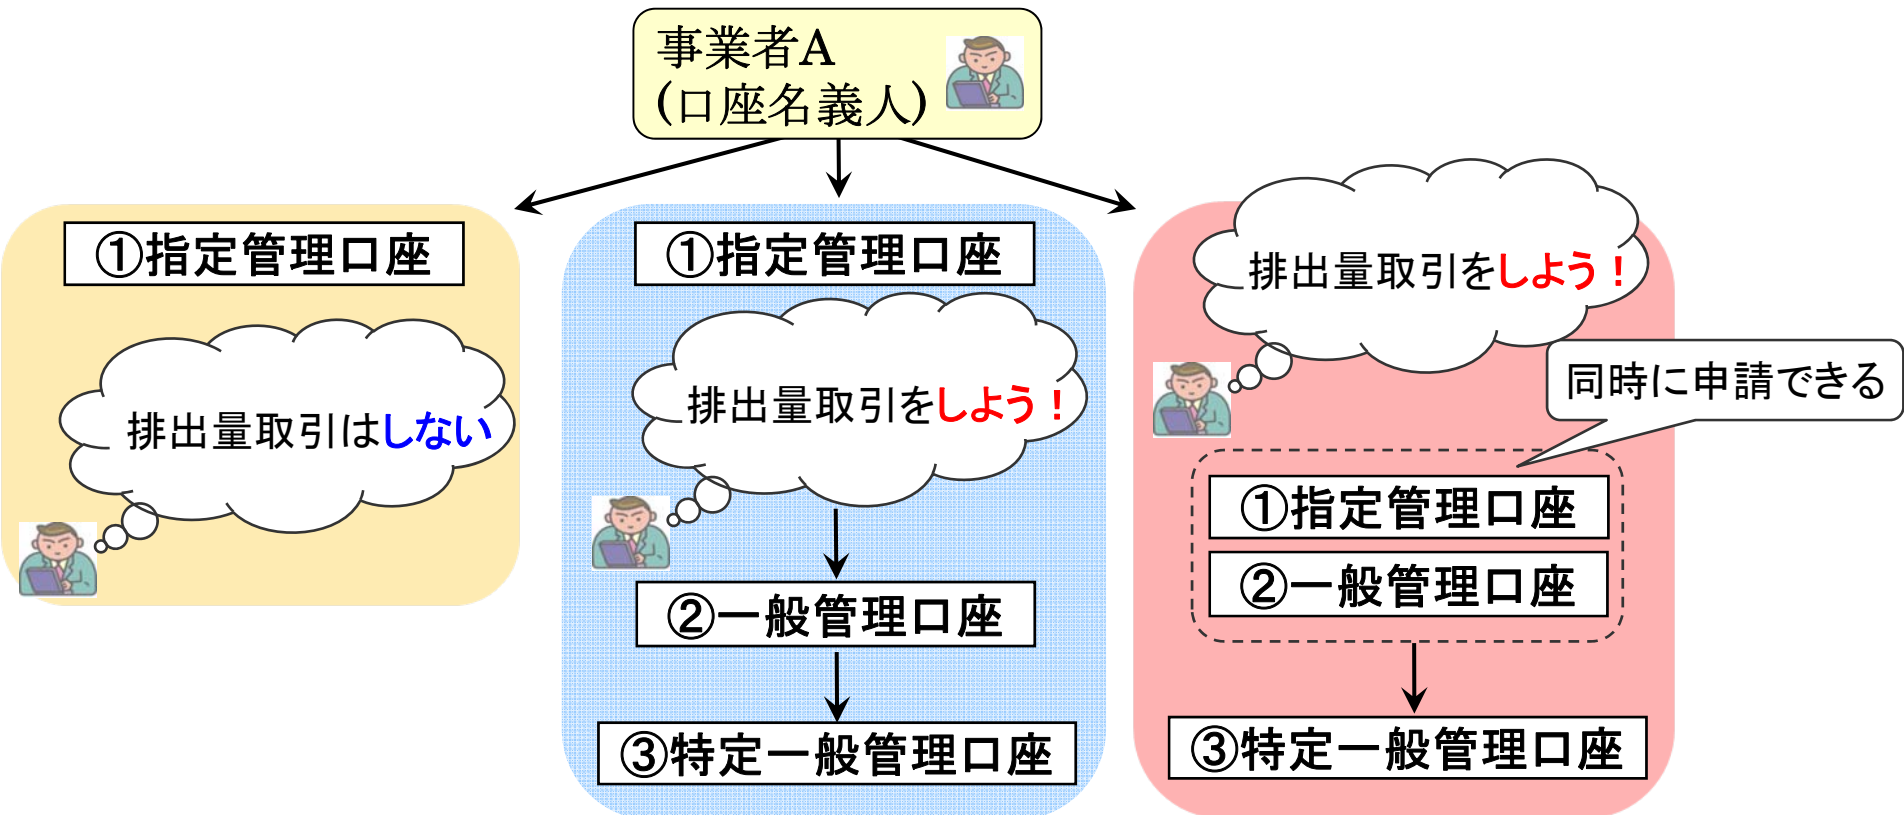 事業者A
(口座名義人)
①指定管理口座
排出量取引はしない
①指定管理口座
排出量取引をしよう！
②一般管理口座
③特定一般管理口座
排出量取引をしよう！
同時に申請できる
①指定管理口座
②一般管理口座
③特定一般管理口座